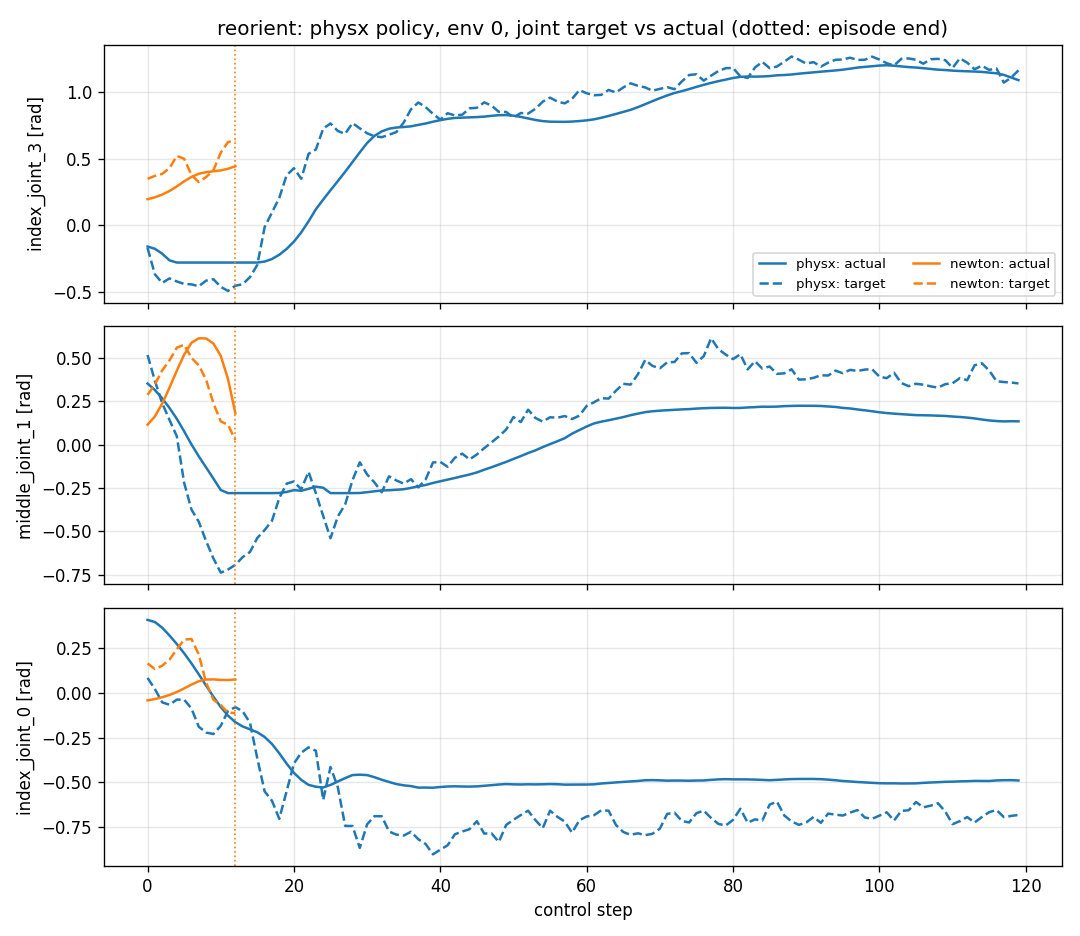 reorient: physx policy, env 0, joint target vs actual (dotted: episode end)
index_joint_3 [rad]
1.0
0.5
0.0
−0.5
physx: actual
physx: target
newton: actual
newton: target
middle_joint_1 [rad]
0.50
0.25
0.00
−0.25
−0.50
−0.75
index_joint_0 [rad]
0.25
0.00
−0.25
−0.50
−0.75
0 20 40 60 80 100 120
control step